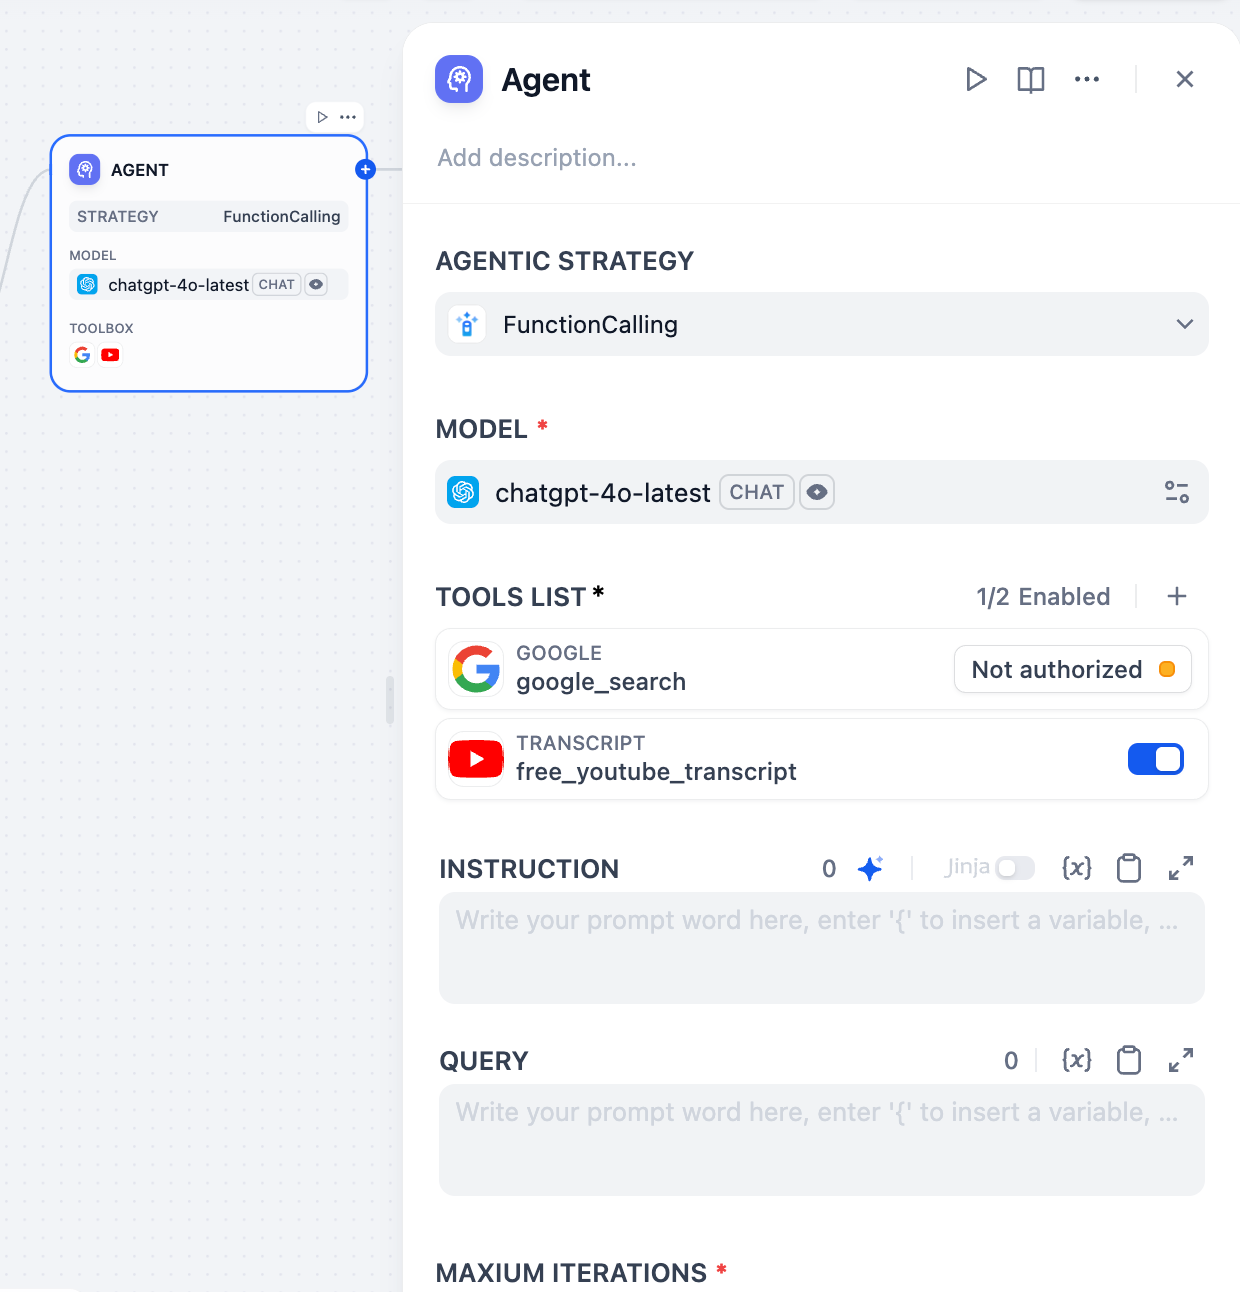 AGENT
STRATEGY FunctionCalling
MODEL
chatgpt-4o-latest CHAT
TOOLBOX
Agent
Add description...
AGENTIC STRATEGY
FunctionCalling
MODEL *
chatgpt-4o-latest CHAT
TOOLS LIST * 1/2 Enabled
GOOGLE
google_search Not authorized
TRANSCRIPT
free_youtube_transcript
INSTRUCTION 0 Jinja {x}
Write your prompt word here, enter '{' to insert a variable, ...
QUERY 0 {x}
Write your prompt word here, enter '{' to insert a variable, ...
MAXIUM ITERATIONS *